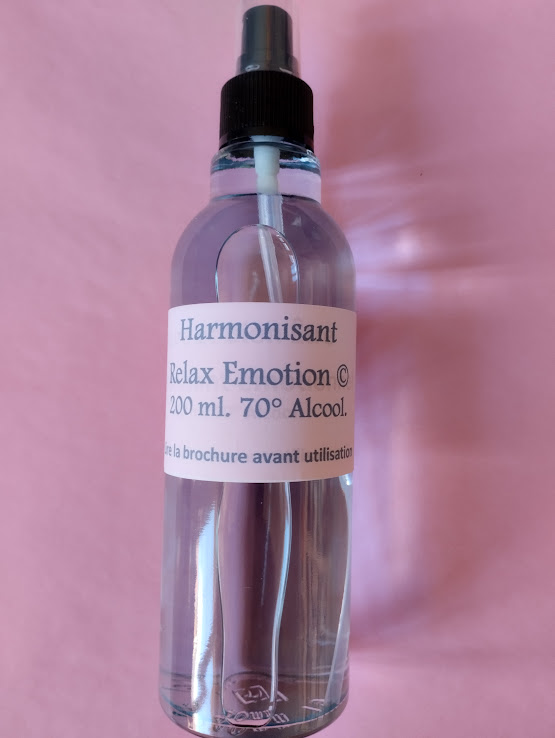 Harmonisant
Relax Emotion ©
200 ml. 70° Alcool.
la brochure avant utilisation